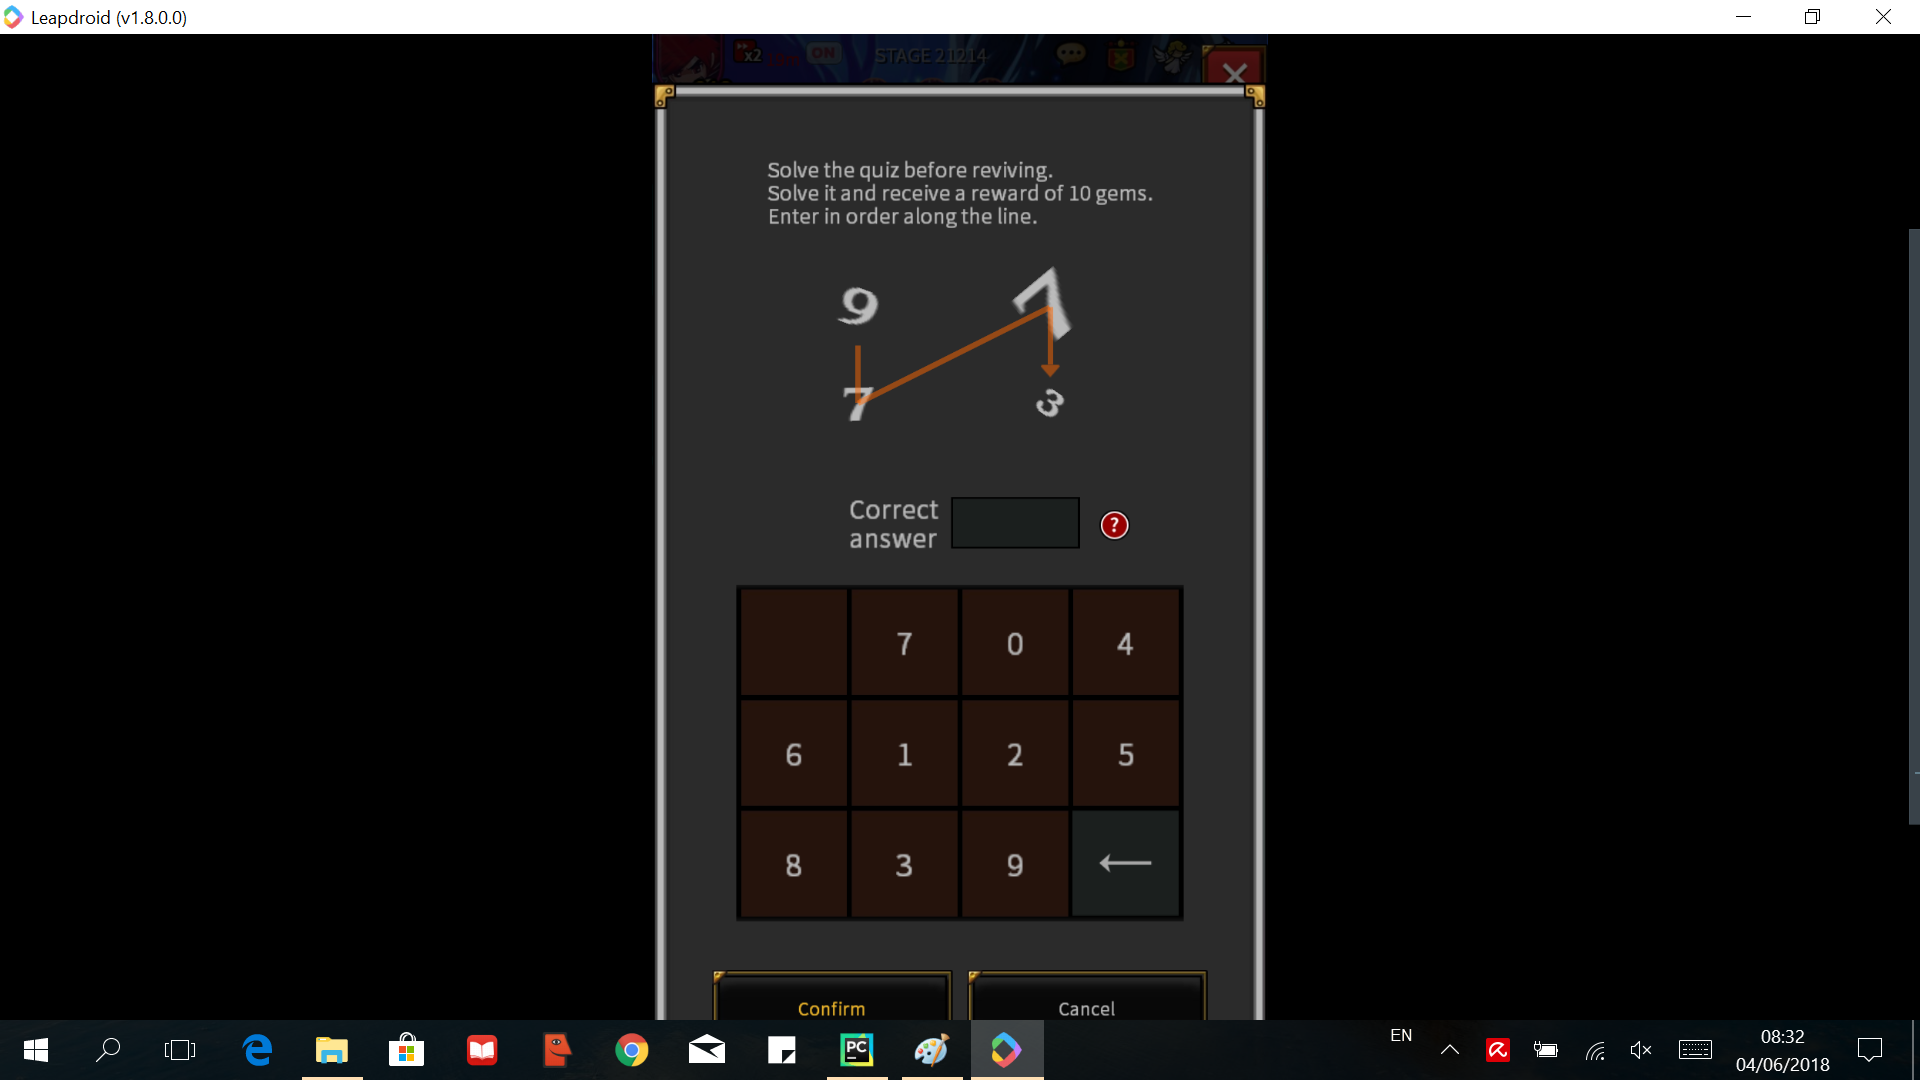 Leapdroid (v1.8.0.0)
x2
ON
STAGE 21214
Solve the quiz before reviving.
Solve it and receive a reward of 10 gems.
Enter in order along the line.
9 7
7 3
Correct
answer
?
7 0 4
6 1 2 5
8 3 9
Confirm Cancel
PC
EN
08:32
04/06/2018